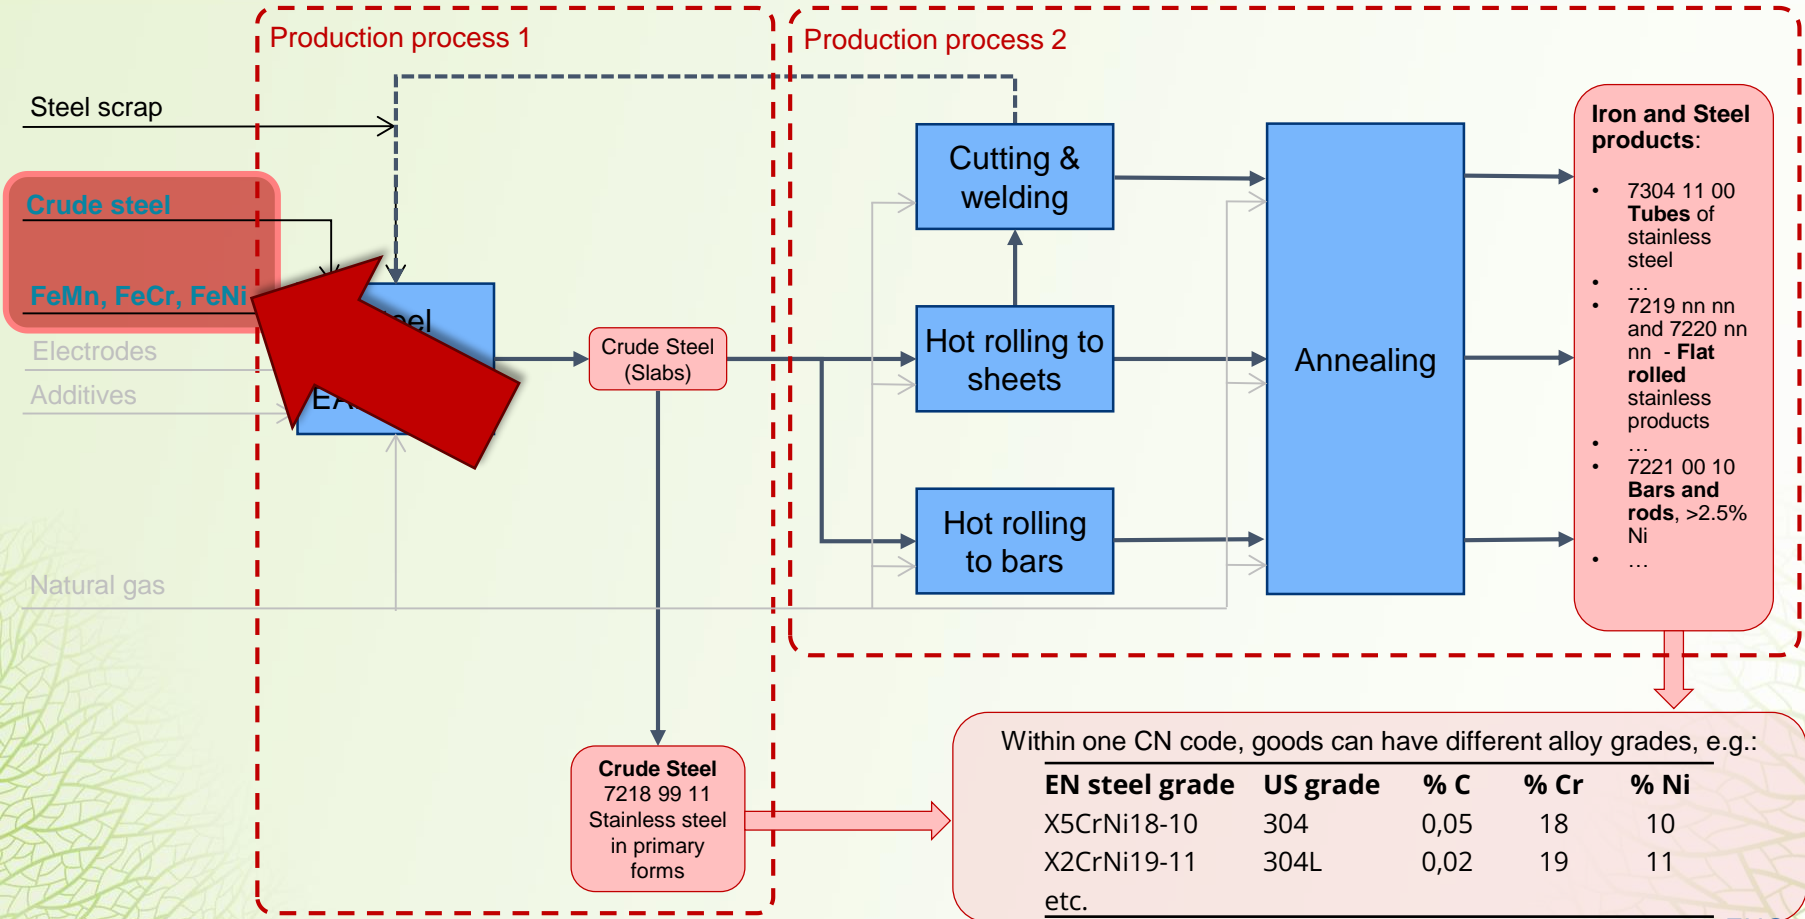 Production process 1
Production process 2
Steel scrap
Crude steel
FeMn, FeCr, FeNi
Electrodes
Additives
Natural gas
Crude Steel
(Slabs)
Cutting &
welding
Hot rolling to
sheets
Hot rolling
to bars
Annealing
Iron and Steel
products:
• 7304 11 00
Tubes of
stainless
steel
• …
• 7219 nn nn
and 7220 nn
nn - Flat
rolled
stainless
products
• …
• 7221 00 10
Bars and
rods, >2.5%
Ni
• …
Crude Steel
7218 99 11
Stainless steel
in primary
forms
Within one CN code, goods can have different alloy grades, e.g.:
EN steel grade US grade % C % Cr % Ni
X5CrNi18-10 304 0,05 18 10
X2CrNi19-11 304L 0,02 19 11
etc.